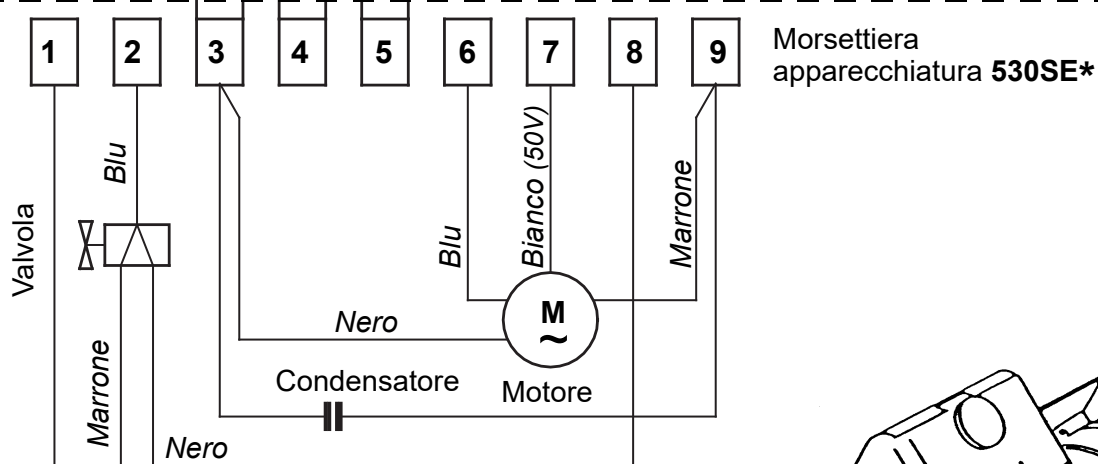 1 2 3 4 5 6 7 8 9
Morsettiera
apparecchiatura 530SE*
Valvola
Blu
Marrone
Nero
Blu
Bianco (50V)
Marrone
Nero
M
~
Condensatore
Motore